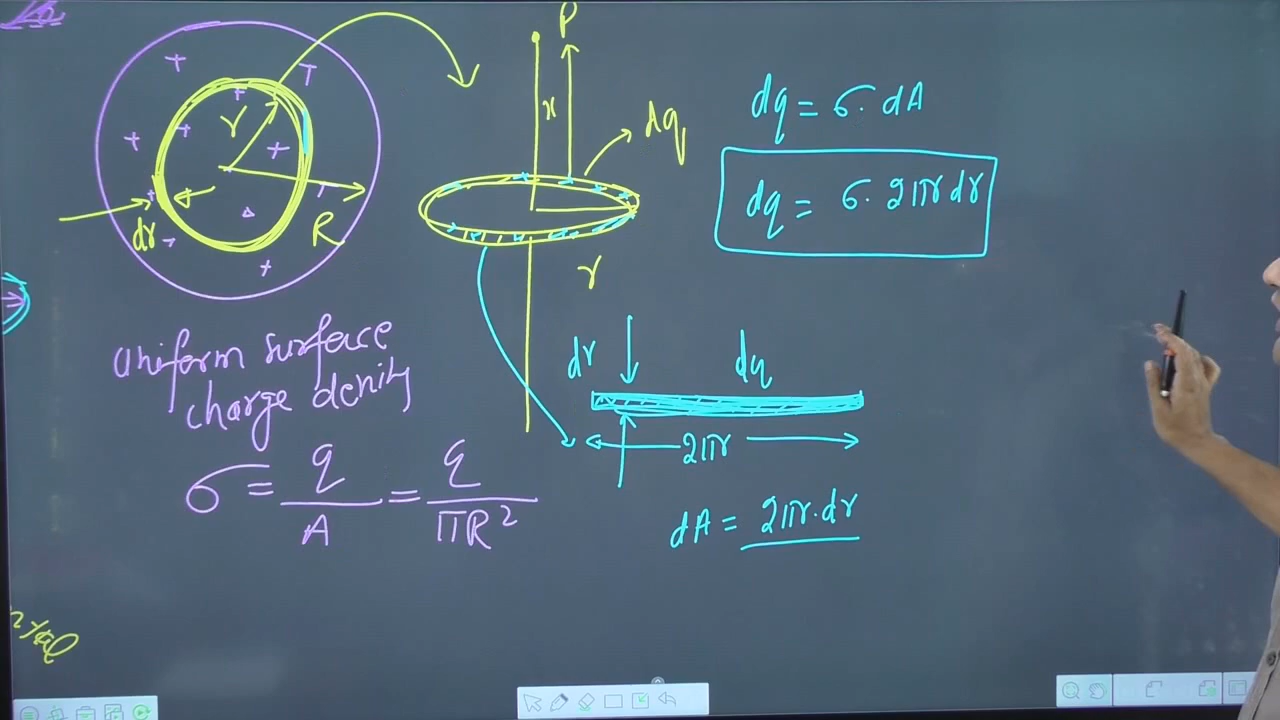 r
R
dr
P
x
dq
r
dq = σ. dA
dq = σ. 2πr dr
uniform surface
charge denity
σ = q/A = q/πR²
dr
dq
2πr
dA = 2πr.dr